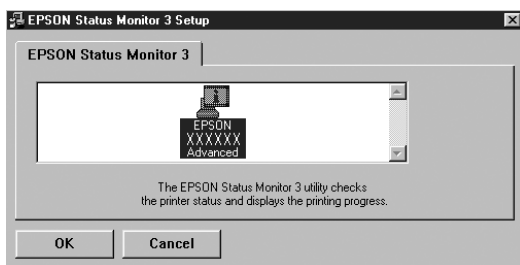 EPSON Status Monitor 3 Setup
EPSON Status Monitor 3
EPSON
XXXXXX
Advanced
The EPSON Status Monitor 3 utility checks
the printer status and displays the printing progress.
OK Cancel